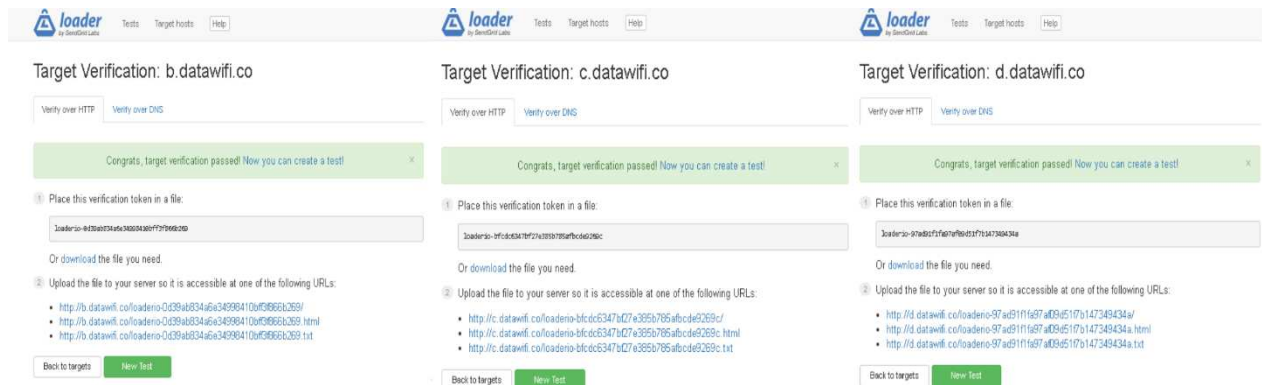 loader Tests Target hosts Help
by SendGrid Labs
Target Verification: b.datawifi.co
Verify over HTTP Verify over DNS
Congrats, target verification passed! Now you can create a test! ×
1 Place this verification token in a file:
loaderio-0d39ab834a6e34998410bff3f866b269
Or download the file you need.
2 Upload the file to your server so it is accessible at one of the following URLs:
• http://b.datawifi.co/loaderio-0d39ab834a6e34998410bff3f866b269/
• http://b.datawifi.co/loaderio-0d39ab834a6e34998410bff3f866b269.html
• http://b.datawifi.co/loaderio-0d39ab834a6e34998410bff3f866b269.txt
Back to targets New Test
loader Tests Target hosts Help
by SendGrid Labs
Target Verification: c.datawifi.co
Verify over HTTP Verify over DNS
Congrats, target verification passed! Now you can create a test! ×
1 Place this verification token in a file:
loaderio-bfcdc6347bf27e385b785afbcde9269c
Or download the file you need.
2 Upload the file to your server so it is accessible at one of the following URLs:
• http://c.datawifi.co/loaderio-bfcdc6347bf27e385b785afbcde9269c/
• http://c.datawifi.co/loaderio-bfcdc6347bf27e385b785afbcde9269c.html
• http://c.datawifi.co/loaderio-bfcdc6347bf27e385b785afbcde9269c.txt
Back to targets New Test
loader Tests Target hosts Help
by SendGrid Labs
Target Verification: d.datawifi.co
Verify over HTTP Verify over DNS
Congrats, target verification passed! Now you can create a test! ×
1 Place this verification token in a file:
loaderio-97ad91f1fa97af09d51f7b147349434a
Or download the file you need.
2 Upload the file to your server so it is accessible at one of the following URLs:
• http://d.datawifi.co/loaderio-97ad91f1fa97af09d51f7b147349434a/
• http://d.datawifi.co/loaderio-97ad91f1fa97af09d51f7b147349434a.html
• http://d.datawifi.co/loaderio-97ad91f1fa97af09d51f7b147349434a.txt
Back to targets New Test